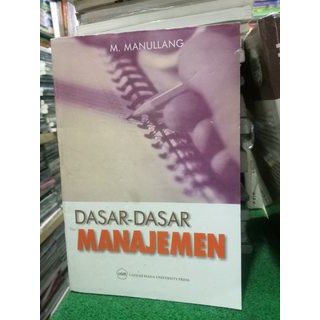 M. MANULLANG
DASAR-DASAR
MANAJEMEN
GADJAH MADA UNIVERSITY PRESS